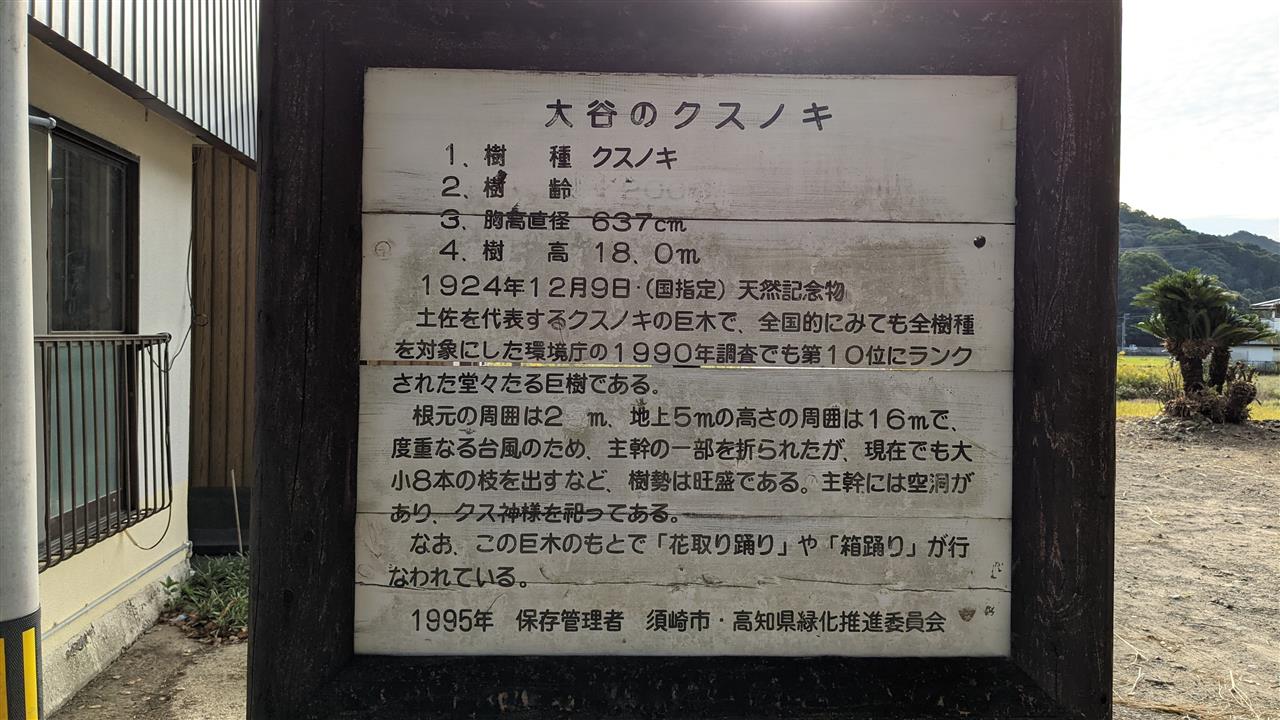 大谷のクスノキ
1、樹　種　クスノキ
2、樹　齢
3、胸高直径　637cm
4、樹　高　18、0m
1924年12月9日・(国指定) 天然記念物
土佐を代表するクスノキの巨木で、全国的にみても全樹種
を対象にした環境庁の1990年調査でも第10位にランク
された堂々たる巨樹である。
根元の周囲は2　m、地上5mの高さの周囲は16mで、
度重なる台風のため、主幹の一部を折られたが、現在でも大
小8本の枝を出すなど、樹勢は旺盛である。主幹には空洞が
あり、クス神様を祀ってある。
なお、この巨木のもとで「花取り踊り」や「箱踊り」が行
なわれている。
1995年　保存管理者　須崎市・高知県緑化推進委員会